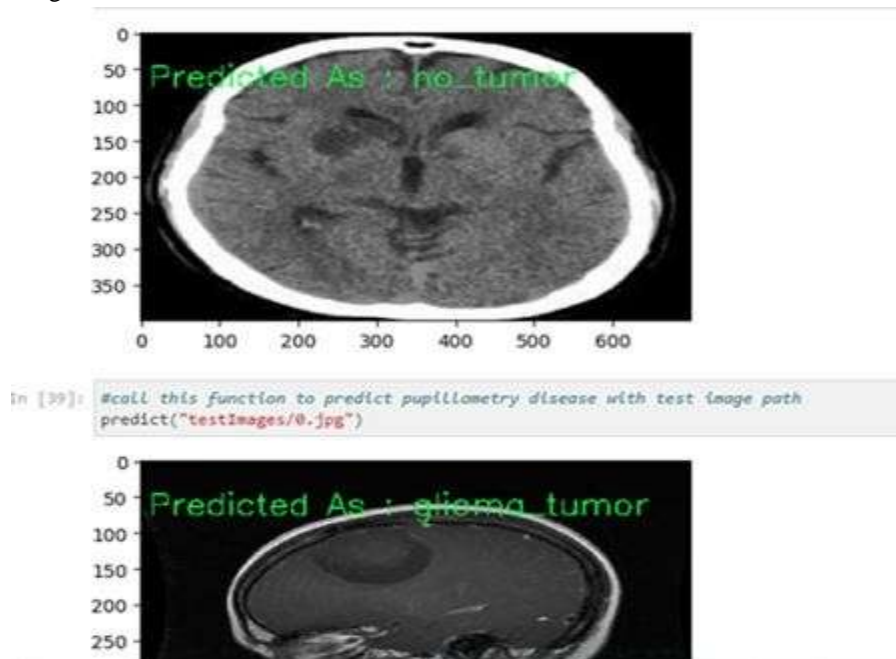 0
50
Predicted As : no_tumor
100
150
200
250
300
350
0 100 200 300 400 500 600
In [39]: #call this function to predict pupillometry disease with test image path
predict("testImages/0.jpg")
0
50
Predicted As : glioma_tumor
100
150
200
250